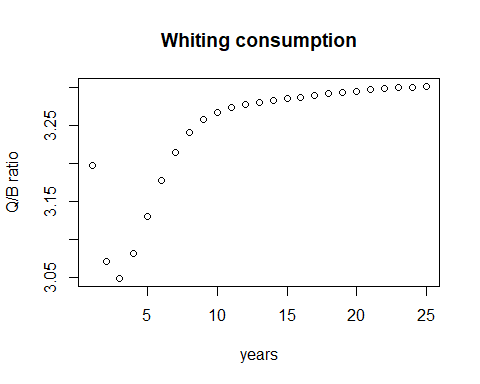 Whiting consumption
3.25
3.15
3.05
Q/B ratio
5 10 15 20 25
years